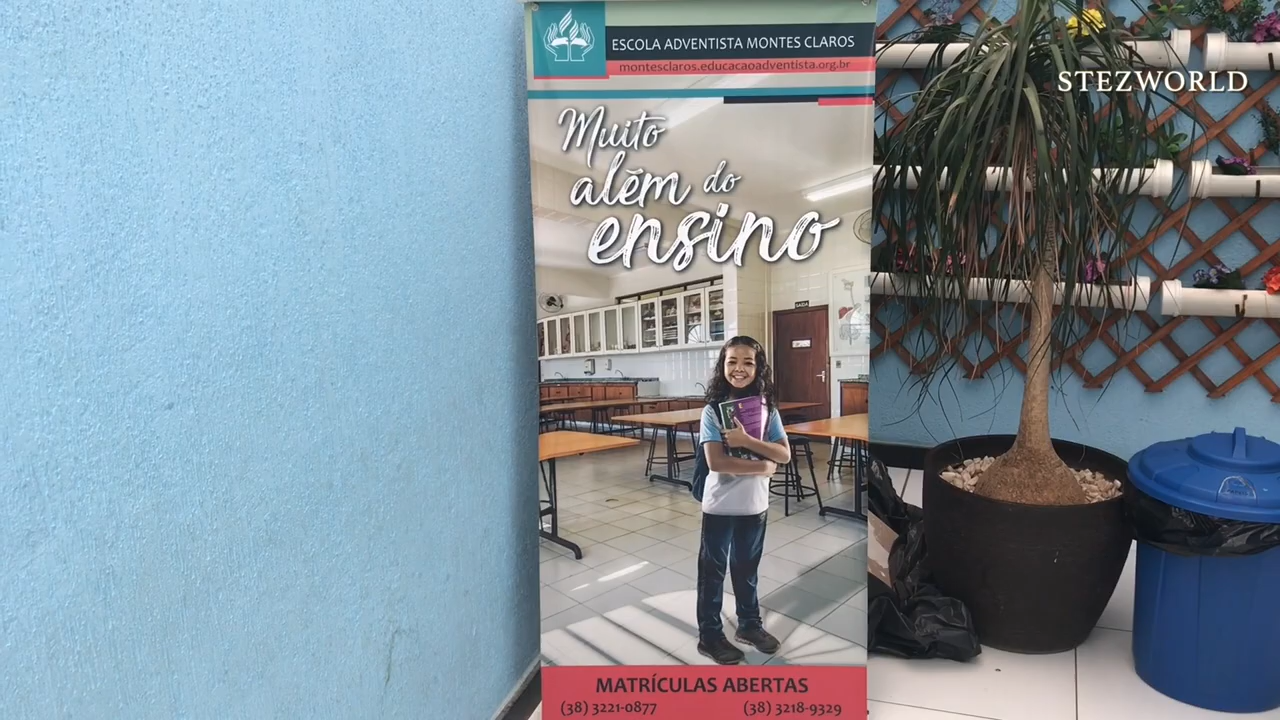 ESCOLA ADVENTISTA MONTES CLAROS
montesclaros.educacaoadventista.org.br
STEZWORLD
Muito
além do
ensino
SAÍDA
MATRÍCULAS ABERTAS
(38) 3221-0877 (38) 3218-9329